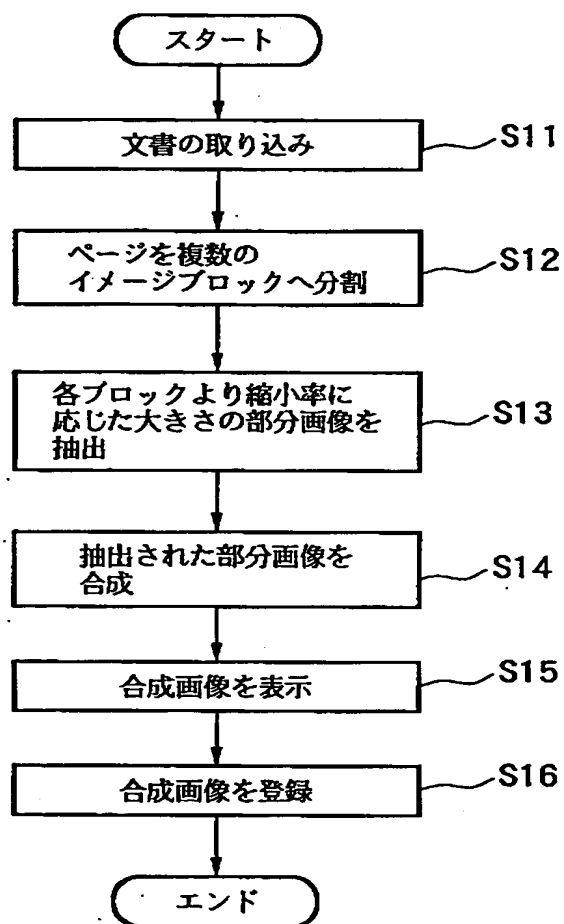 スタート
文書の取り込み
S11
ページを複数の
イメージブロックへ分割
S12
各ブロックより縮小率に
応じた大きさの部分画像を
抽出
S13
抽出された部分画像を
合成
S14
合成画像を表示
S15
合成画像を登録
S16
エンド